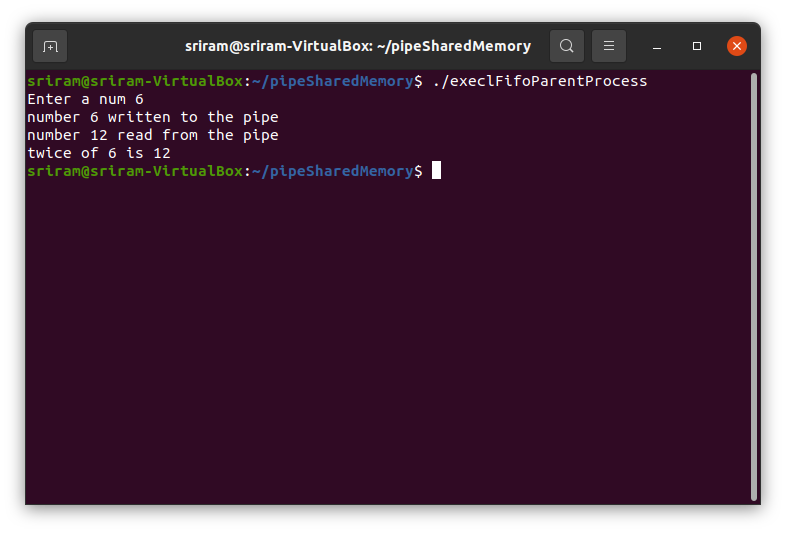 sriram@sriram-VirtualBox: ~/pipeSharedMemory
sriram@sriram-VirtualBox:~/pipeSharedMemory$ ./execlFifoParentProcess
Enter a num 6
number 6 written to the pipe
number 12 read from the pipe
twice of 6 is 12
sriram@sriram-VirtualBox:~/pipeSharedMemory$